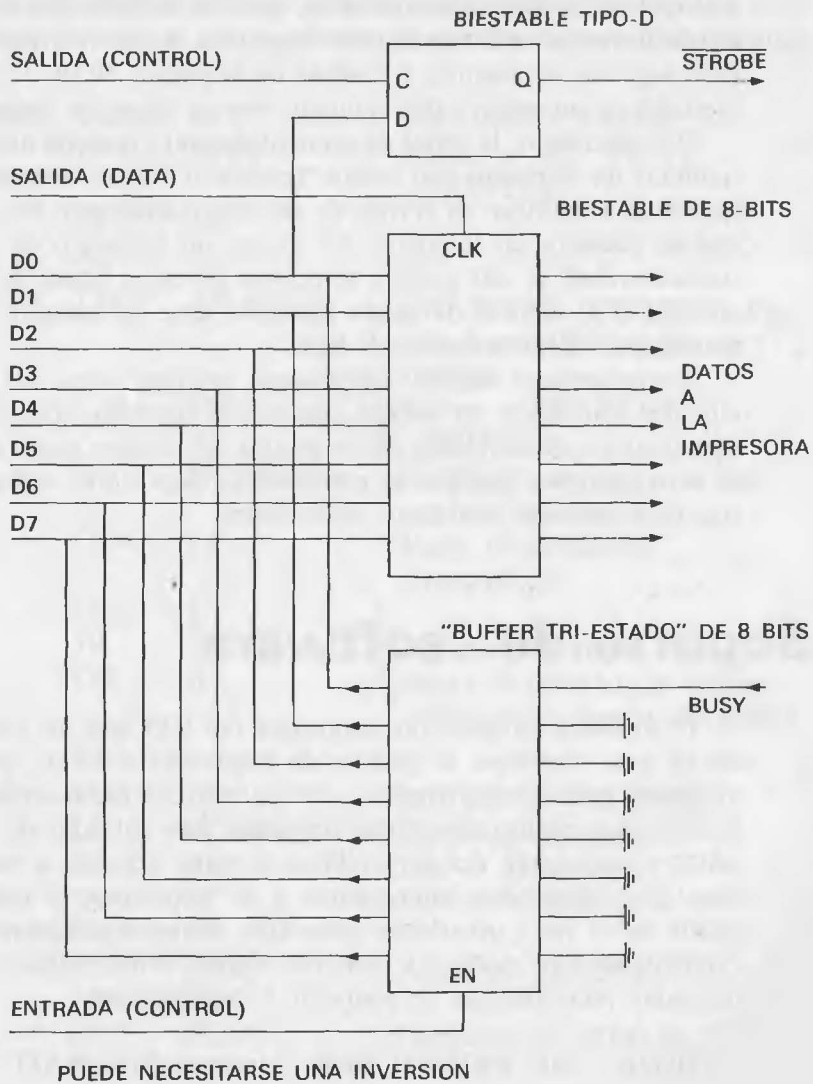 BIESTABLE TIPO-D
SALIDA (CONTROL)
STROBE
C
Q
D
SALIDA (DATA)
BIESTABLE DE 8-BITS
CLK
D0
D1
D2
D3
DATOS
D4
A
LA
D5
IMPRESORA
D6
D7
"BUFFER TRI-ESTADO" DE 8 BITS
BUSY
EN
ENTRADA (CONTROL)
PUEDE NECESITARSE UNA INVERSION